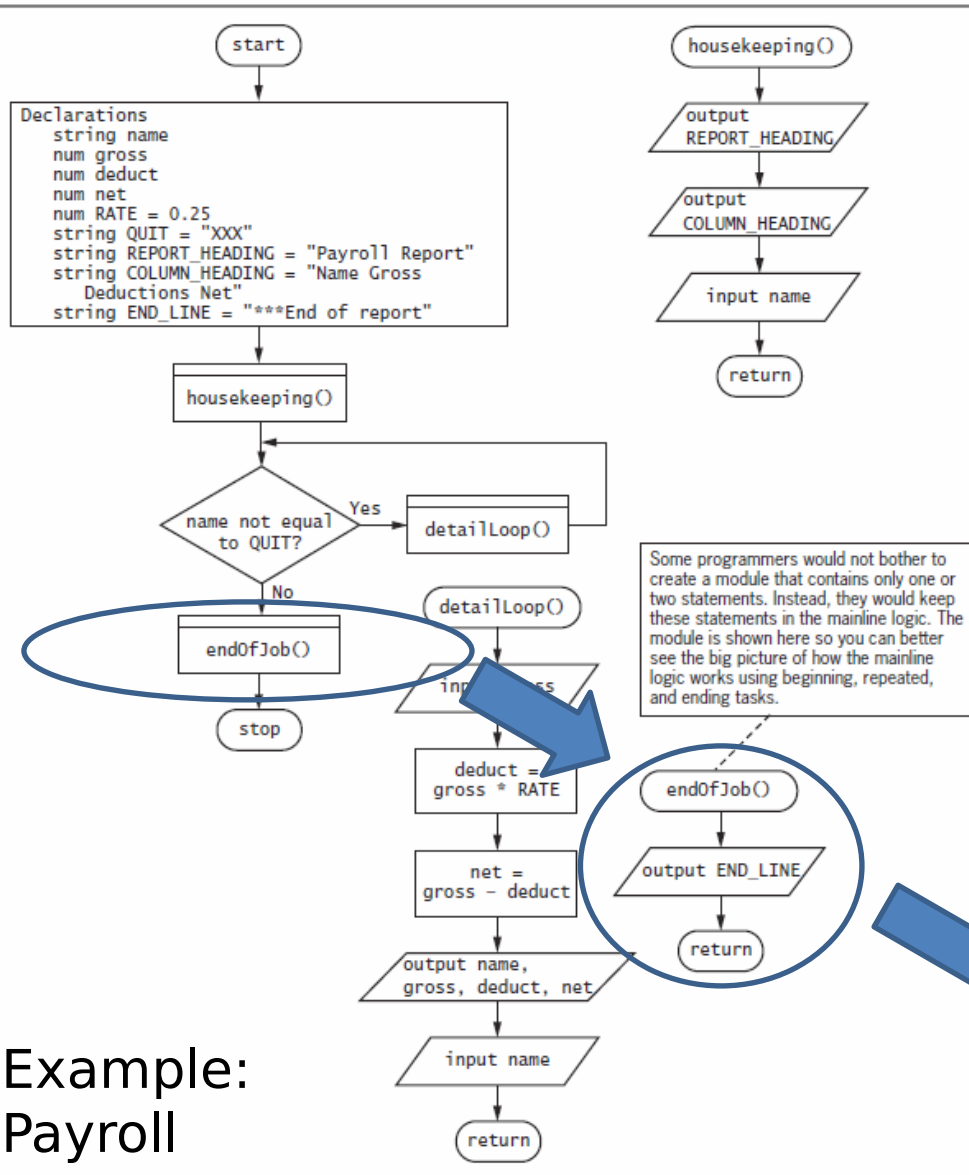 start
Declarations
string name
num gross
num deduct
num net
num RATE = 0.25
string QUIT = "XXX"
string REPORT_HEADING = "Payroll Report"
string COLUMN_HEADING = "Name Gross
Deductions Net"
string END_LINE = "***End of report"
housekeeping()
name not equal
to QUIT?
Yes
detailLoop()
No
endOfJob()
stop
housekeeping()
output
REPORT_HEADING
output
COLUMN_HEADING
input name
return
detailLoop()
deduct =
gross * RATE
net =
gross – deduct
output name,
gross, deduct, net
input name
return
Some programmers would not bother to
create a module that contains only one or
two statements. Instead, they would keep
these statements in the mainline logic. The
module is shown here so you can better
see the big picture of how the mainline
logic works using beginning, repeated,
and ending tasks.
endOfJob()
output END_LINE
return
Example:
Payroll